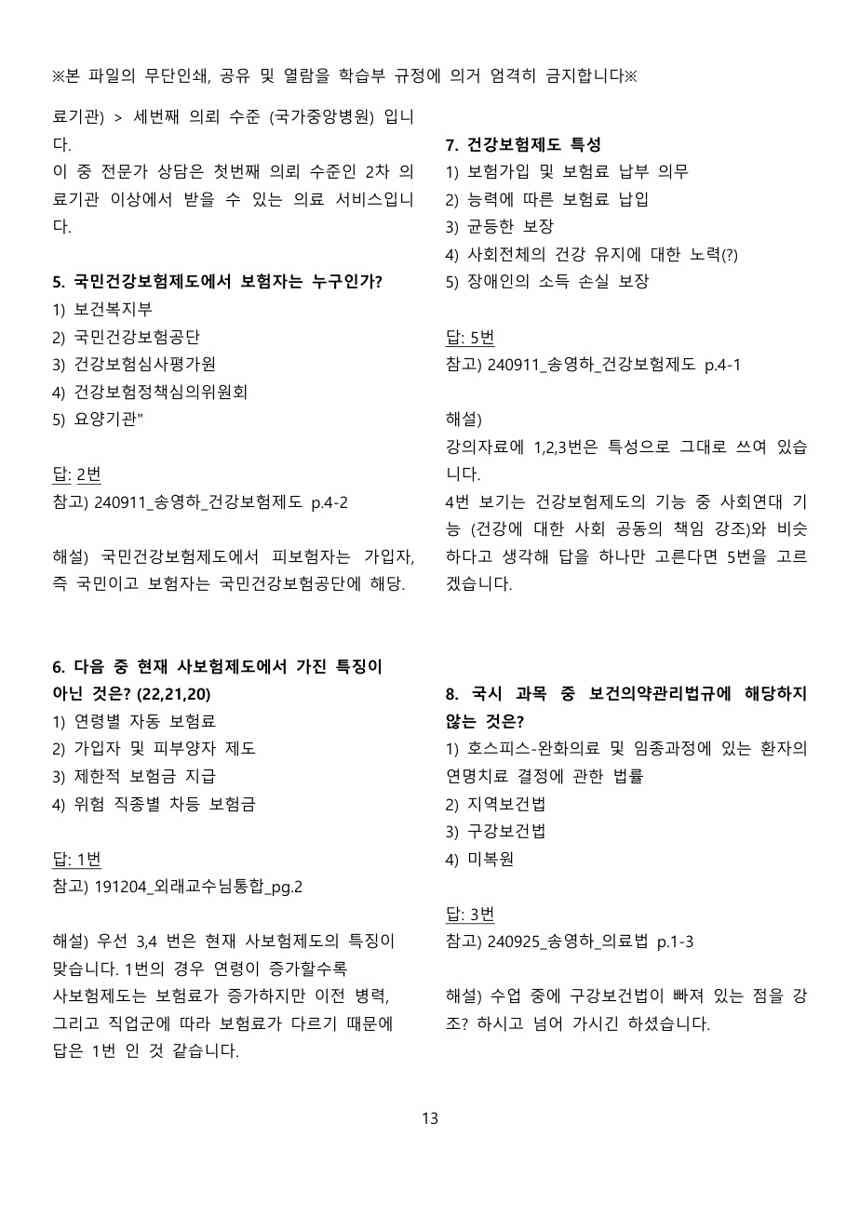 ※본 파일의 무단인쇄, 공유 및 열람을 학습부 규정에 의거 엄격히 금지합니다※
료기관) > 세번째 의뢰 수준 (국가중앙병원) 입니
다.
이 중 전문가 상담은 첫번째 의뢰 수준인 2차 의
료기관 이상에서 받을 수 있는 의료 서비스입니
다.
5. 국민건강보험제도에서 보험자는 누구인가?
1) 보건복지부
2) 국민건강보험공단
3) 건강보험심사평가원
4) 건강보험정책심의위원회
5) 요양기관"
답: 2번
참고) 240911_송영하_건강보험제도 p.4-2
해설) 국민건강보험제도에서 피보험자는 가입자,
즉 국민이고 보험자는 국민건강보험공단에 해당.
6. 다음 중 현재 사보험제도에서 가진 특징이
아닌 것은? (22,21,20)
1) 연령별 자동 보험료
2) 가입자 및 피부양자 제도
3) 제한적 보험금 지급
4) 위험 직종별 차등 보험금
답: 1번
참고) 191204_외래교수님통합_pg.2
해설) 우선 3,4 번은 현재 사보험제도의 특징이
맞습니다. 1번의 경우 연령이 증가할수록
사보험제도는 보험료가 증가하지만 이전 병력,
그리고 직업군에 따라 보험료가 다르기 때문에
답은 1번 인 것 같습니다.
7. 건강보험제도 특성
1) 보험가입 및 보험료 납부 의무
2) 능력에 따른 보험료 납입
3) 균등한 보장
4) 사회전체의 건강 유지에 대한 노력(?)
5) 장애인의 소득 손실 보장
답: 5번
참고) 240911_송영하_건강보험제도 p.4-1
해설)
강의자료에 1,2,3번은 특성으로 그대로 쓰여 있습
니다.
4번 보기는 건강보험제도의 기능 중 사회연대 기
능 (건강에 대한 사회 공동의 책임 강조)와 비슷
하다고 생각해 답을 하나만 고른다면 5번을 고르
겠습니다.
8. 국시 과목 중 보건의약관리법규에 해당하지
않는 것은?
1) 호스피스-완화의료 및 임종과정에 있는 환자의
연명치료 결정에 관한 법률
2) 지역보건법
3) 구강보건법
4) 미복원
답: 3번
참고) 240925_송영하_의료법 p.1-3
해설) 수업 중에 구강보건법이 빠져 있는 점을 강
조? 하시고 넘어 가시긴 하셨습니다.
13